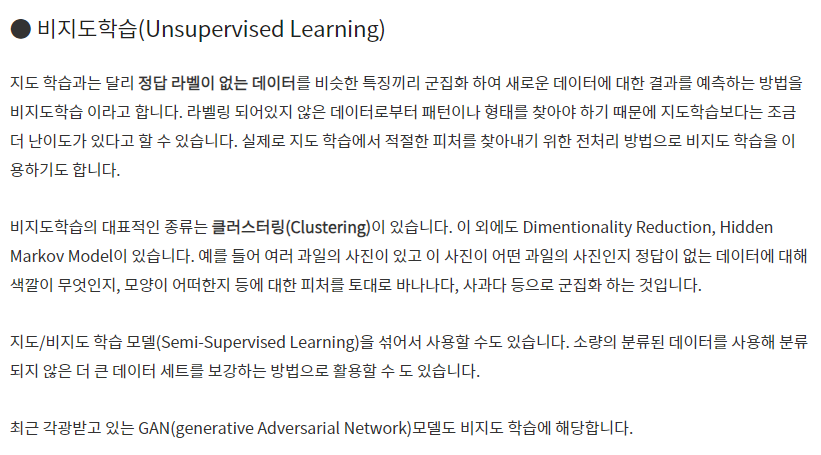 ● 비지도학습(Unsupervised Learning)
지도 학습과는 달리 정답 라벨이 없는 데이터를 비슷한 특징끼리 군집화 하여 새로운 데이터에 대한 결과를 예측하는 방법을
비지도학습 이라고 합니다. 라벨링 되어있지 않은 데이터로부터 패턴이나 형태를 찾아야 하기 때문에 지도학습보다는 조금
더 난이도가 있다고 할 수 있습니다. 실제로 지도 학습에서 적절한 피처를 찾아내기 위한 전처리 방법으로 비지도 학습을 이
용하기도 합니다.
비지도학습의 대표적인 종류는 클러스터링(Clustering)이 있습니다. 이 외에도 Dimentionality Reduction, Hidden
Markov Model이 있습니다. 예를 들어 여러 과일의 사진이 있고 이 사진이 어떤 과일의 사진인지 정답이 없는 데이터에 대해
색깔이 무엇인지, 모양이 어떠한지 등에 대한 피처를 토대로 바나나다, 사과다 등으로 군집화 하는 것입니다.
지도/비지도 학습 모델(Semi-Supervised Learning)을 섞어서 사용할 수도 있습니다. 소량의 분류된 데이터를 사용해 분류
되지 않은 더 큰 데이터 세트를 보강하는 방법으로 활용할 수 도 있습니다.
최근 각광받고 있는 GAN(generative Adversarial Network)모델도 비지도 학습에 해당합니다.